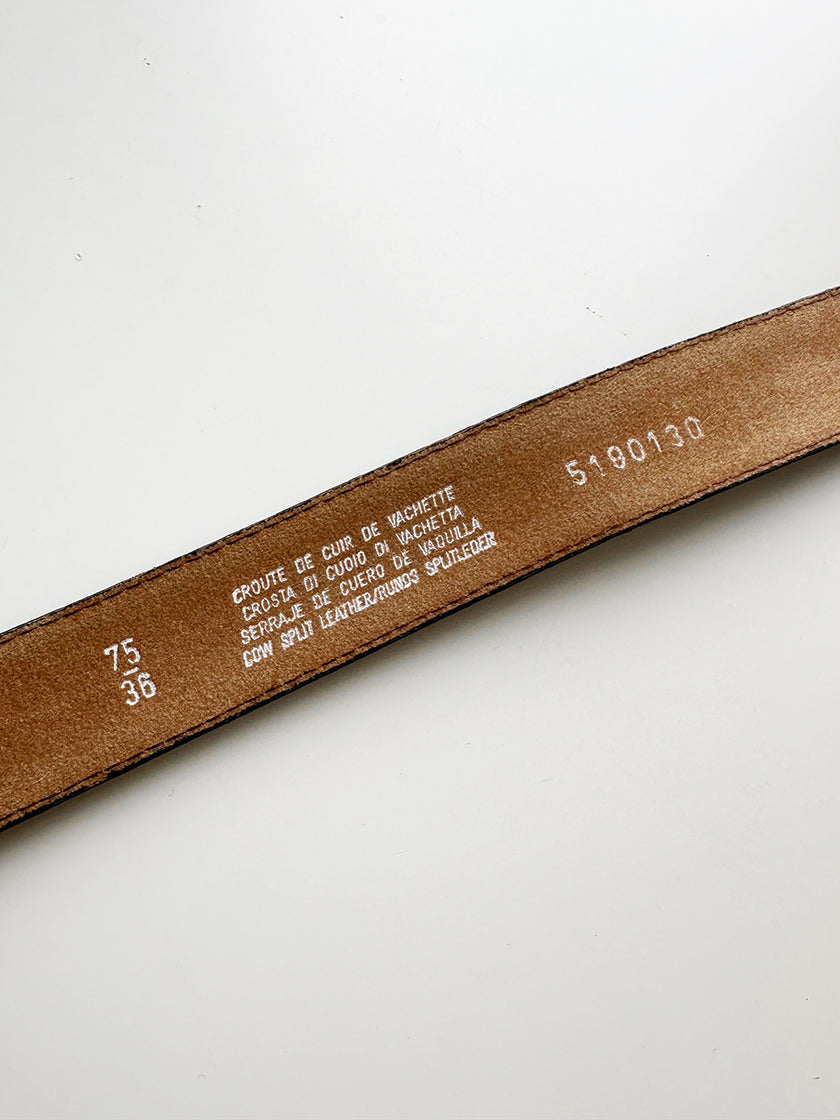 75
36
CROUTE DE CUIR DE VACHETTE
CROSTA DI CUOIO DI VACHETTA
SERRAJE DE CUERO DE VAQUILLA
COW SPLIT LEATHER/RUNDS SPLITLEDER
5190130